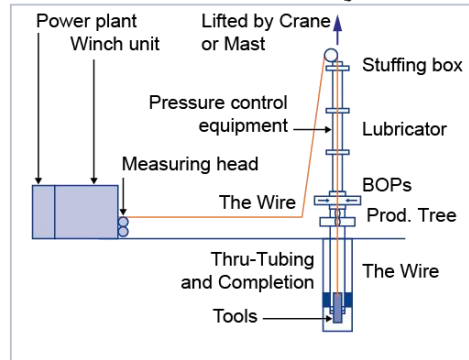 Power plant
Winch unit
Lifted by Crane
or Mast
Stuffing box
Pressure control
equipment
Lubricator
Measuring head
BOPs
The Wire
Prod. Tree
Thru-Tubing
and Completion
The Wire
Tools